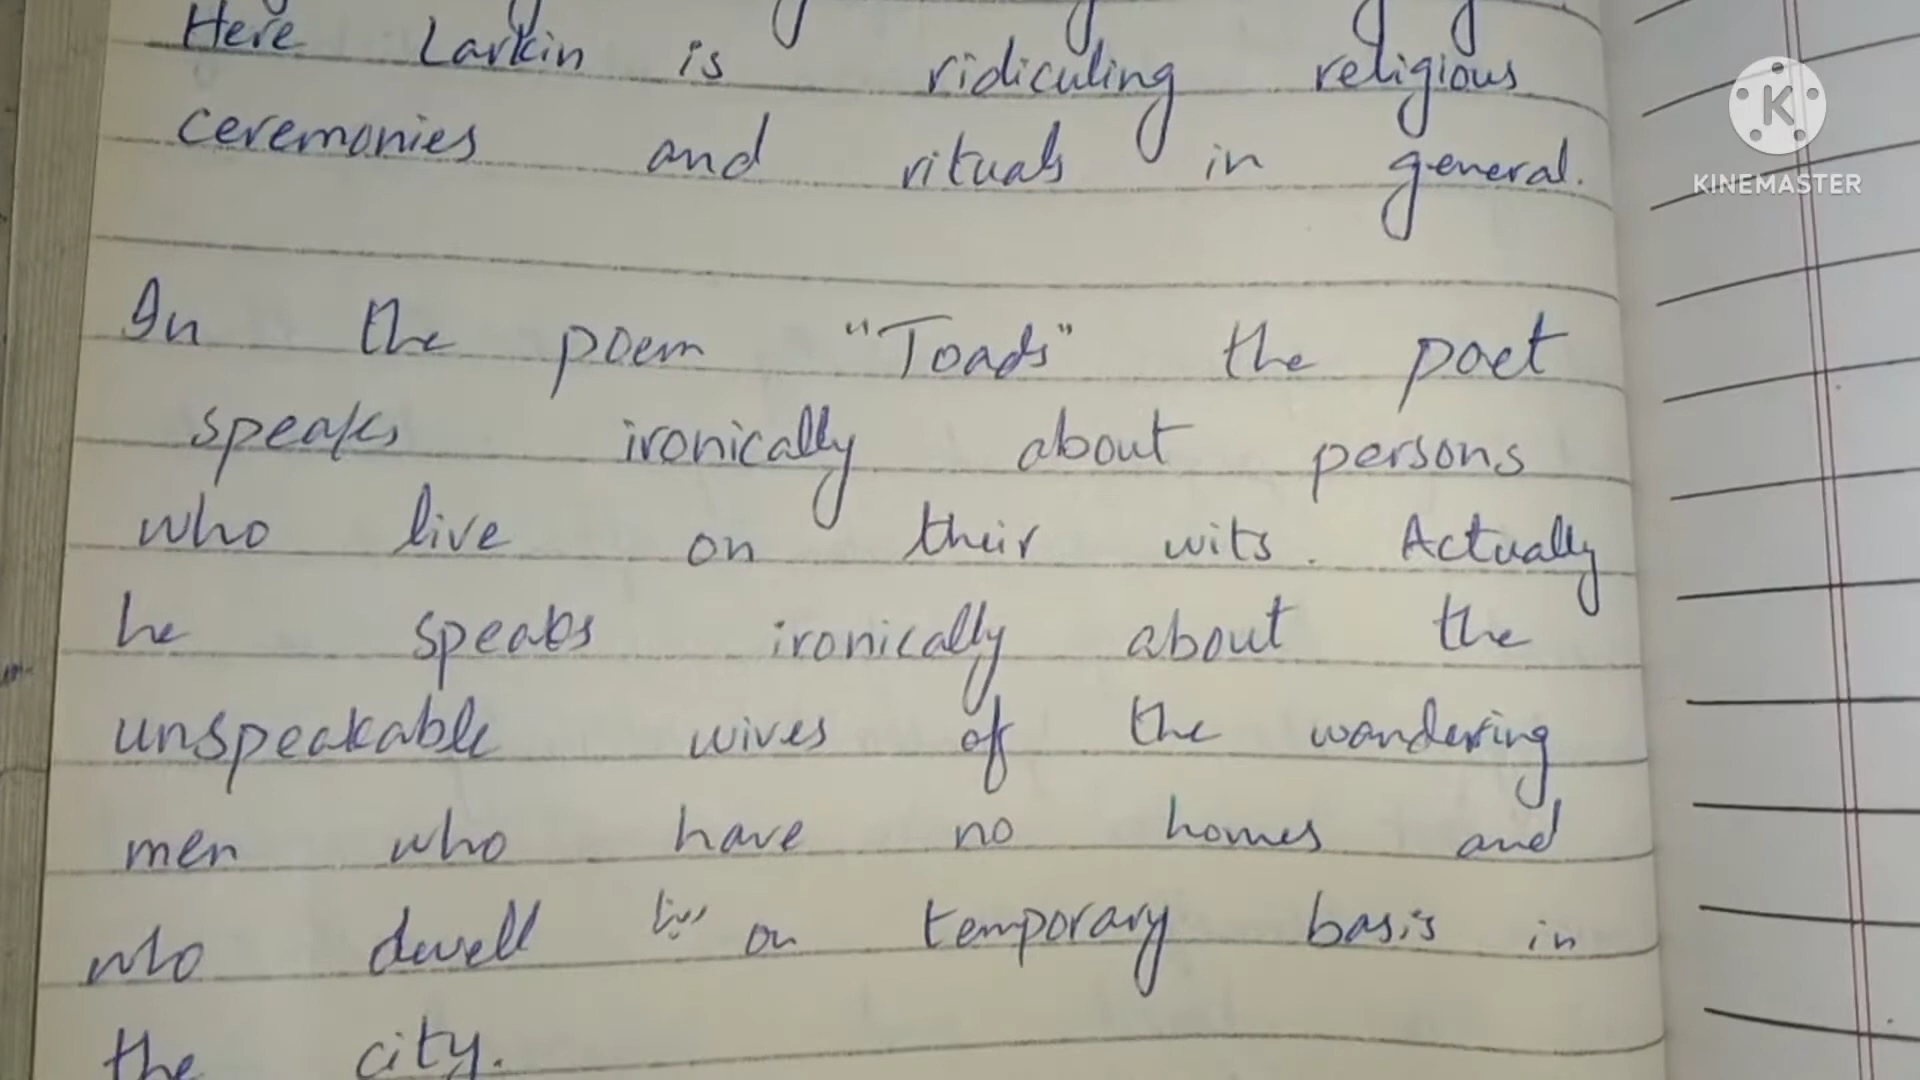 Here Larkin is ridiculing religious
ceremonies and rituals in general.
In the poem "Toads" the poet
speaks ironically about persons
who live on their wits. Actually
he speaks ironically about the
unspeakable wives of the wandering
men who have no homes and
who dwell on temporary basis in
the city.
KINEMASTER